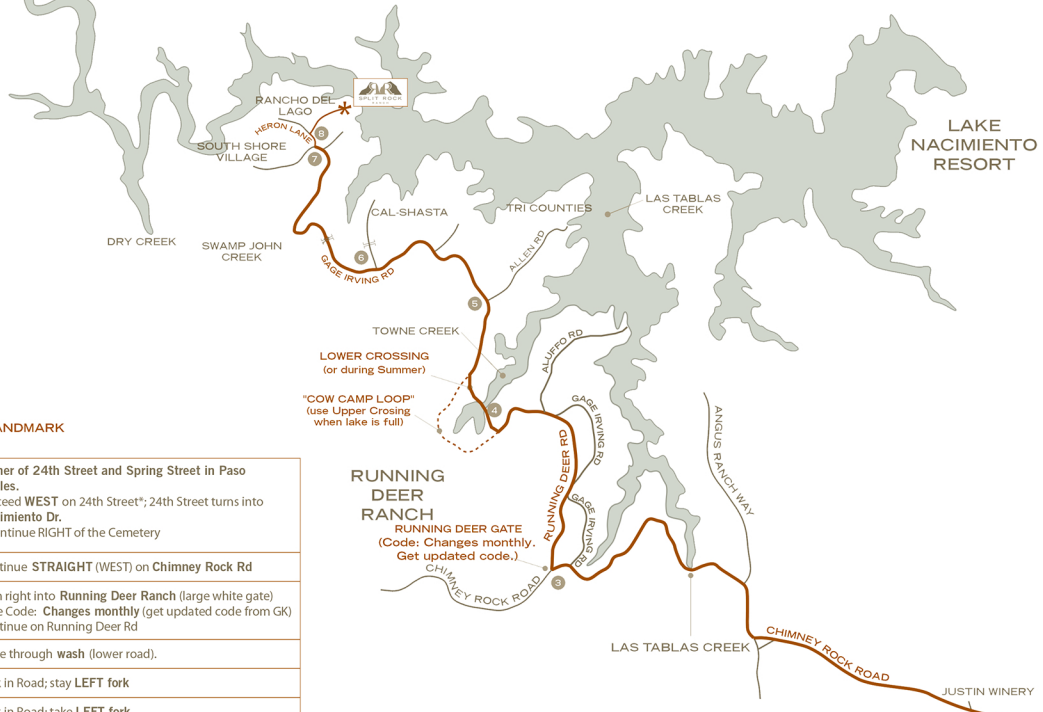 RANCHO DEL
LAGO
SPLIT ROCK
HERON LANE
8
SOUTH SHORE
VILLAGE
7
LAKE
NACIMIENTO
RESORT
LAS TABLAS
CREEK
TRI COUNTIES
CAL-SHASTA
DRY CREEK
SWAMP JOHN
CREEK
6
GAGE IRVING RD
ALLEN RD
5
TOWNE CREEK
ALUFFO RD
LOWER CROSSING
(or during Summer)
"COW CAMP LOOP"
(use Upper Crosing
when lake is full)
4
GAGE IRVING RD
ANGUS RANCH WAY
RUNNING
DEER
RANCH
RUNNING DEER RD
GAGE IRVING RD
RUNNING DEER GATE
(Code: Changes monthly.
Get updated code.)
3
CHIMNEY ROCK ROAD
LAS TABLAS CREEK
CHIMNEY ROCK ROAD
JUSTIN WINERY
ANDMARK
ner of 24th Street and Spring Street in Paso
les.
ceed WEST on 24th Street*; 24th Street turns into
imiento Dr.
ntinue RIGHT of the Cemetery
tinue STRAIGHT (WEST) on Chimney Rock Rd
n right into Running Deer Ranch (large white gate)
e Code: Changes monthly (get updated code from GK)
tinue on Running Deer Rd
e through wash (lower road).
in Road; stay LEFT fork
in Road; take LEFT fork